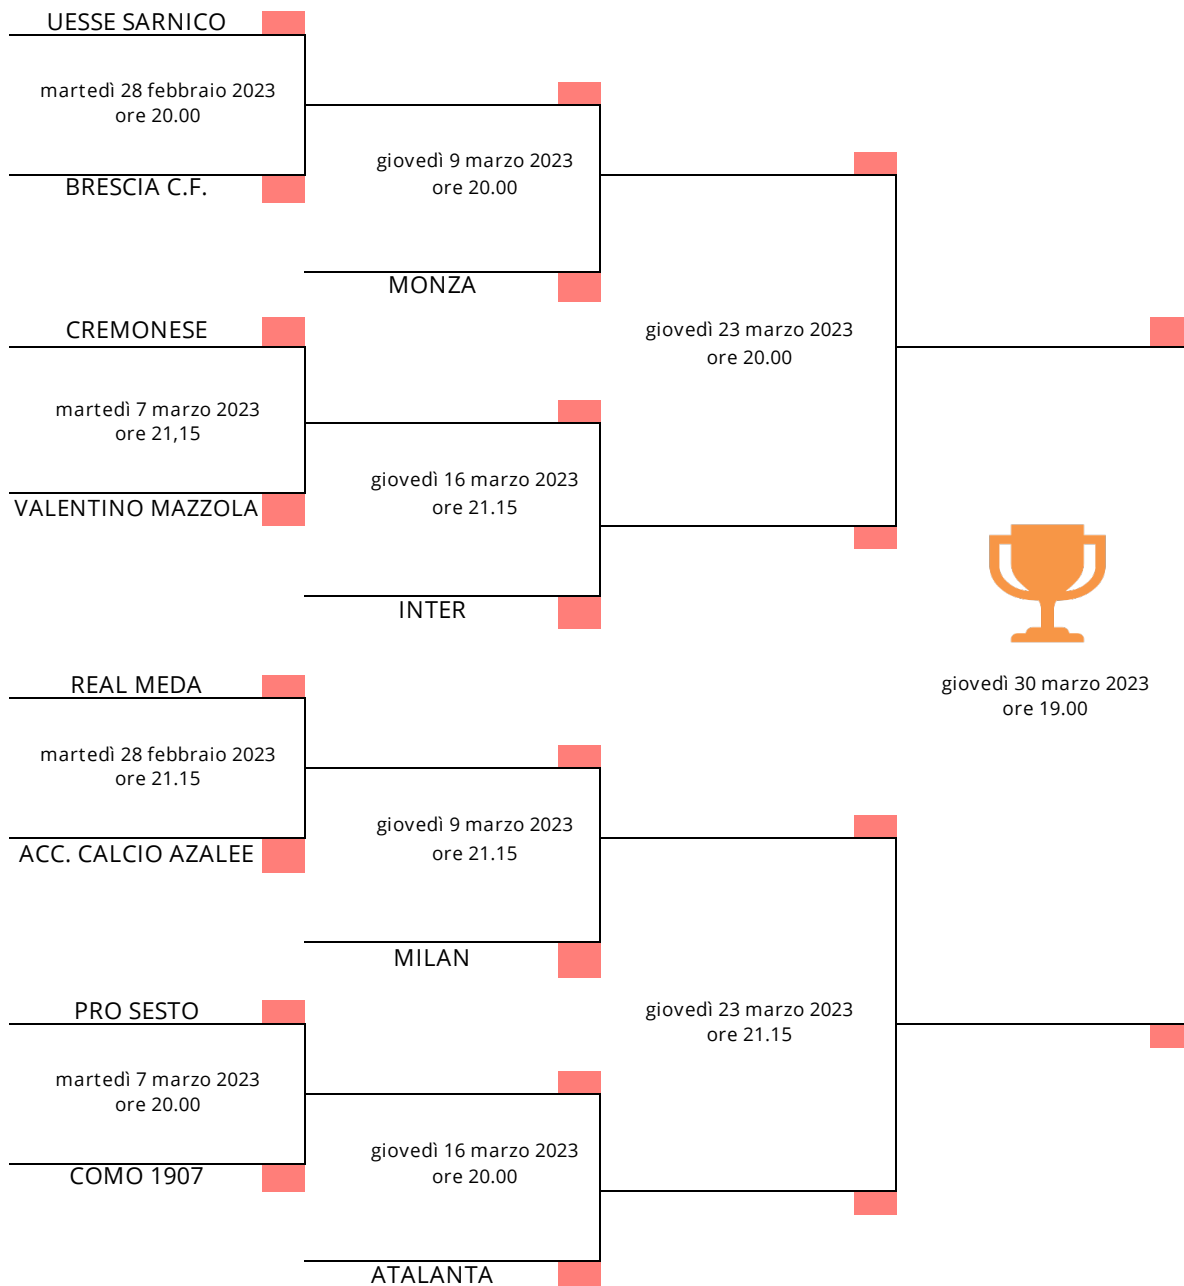 UESSE SARNICO
martedì 28 febbraio 2023
ore 20.00
BRESCIA C.F.
giovedì 9 marzo 2023
ore 20.00
MONZA
CREMONESE
martedì 7 marzo 2023
ore 21,15
VALENTINO MAZZOLA
giovedì 16 marzo 2023
ore 21.15
INTER
giovedì 23 marzo 2023
ore 20.00
REAL MEDA
martedì 28 febbraio 2023
ore 21.15
ACC. CALCIO AZALEE
giovedì 9 marzo 2023
ore 21.15
MILAN
PRO SESTO
martedì 7 marzo 2023
ore 20.00
COMO 1907
giovedì 16 marzo 2023
ore 20.00
ATALANTA
giovedì 23 marzo 2023
ore 21.15
giovedì 30 marzo 2023
ore 19.00